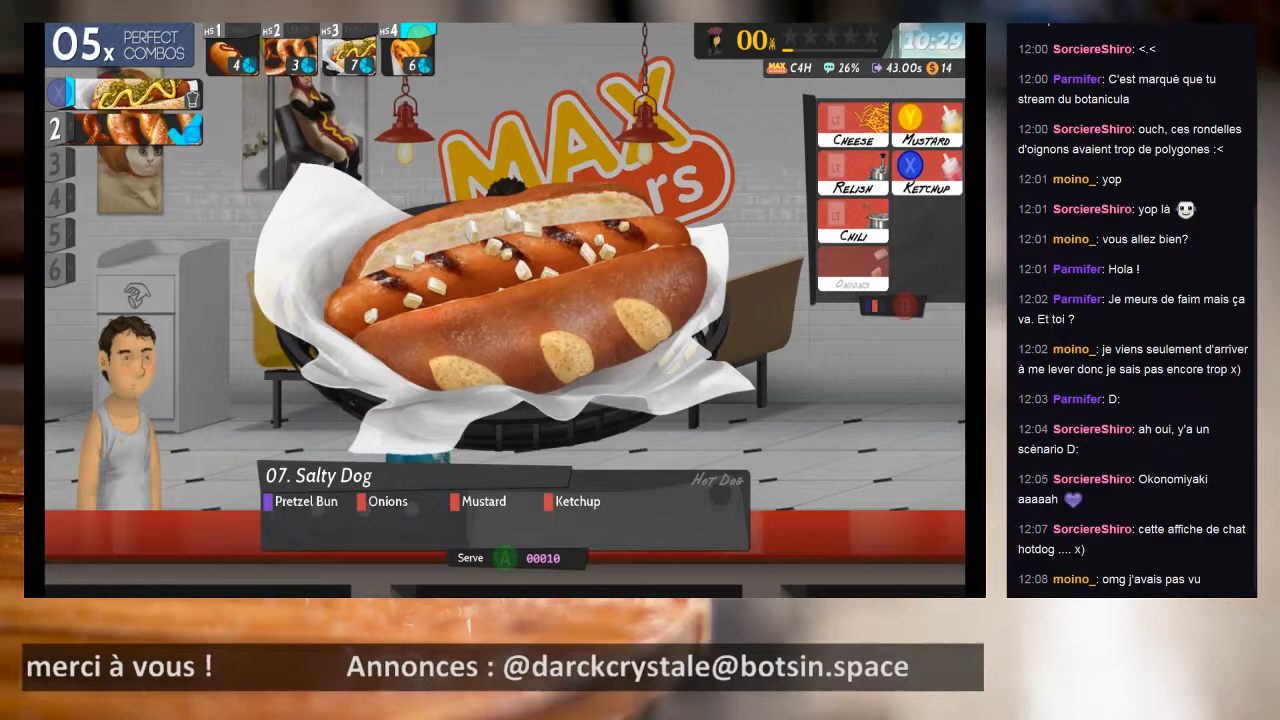 05x PERFECT COMBOS
HS1 HS2 HS3 HS4
4 3 7 6
00
10:29
C4H 26% 43.00s 14
X
2
3
4
5
6
MAX
rs
LT CHEESE Y MUSTARD
LT RELISH X KETCHUP
LT CHILI
ONIONS
07. Salty Dog
HOT DOG
Pretzel Bun Onions Mustard Ketchup
Serve A 00010
12:00 SorciereShiro: <.<
12:00 Parmifer: C'est marqué que tu
stream du botanicula
12:00 SorciereShiro: ouch, ces rondelles
d'oignons avaient trop de polygones :<
12:01 moino_: yop
12:01 SorciereShiro: yop là
12:01 moino_: vous allez bien?
12:01 Parmifer: Hola !
12:02 Parmifer: Je meurs de faim mais ça
va. Et toi ?
12:02 moino_: je viens seulement d'arriver
à me lever donc je sais pas encore trop x)
12:03 Parmifer: D:
12:04 SorciereShiro: ah oui, y'a un
scénario D:
12:05 SorciereShiro: Okonomiyaki
aaaaah
12:07 SorciereShiro: cette affiche de chat
hotdog .... x)
12:08 moino_: omg j'avais pas vu
merci à vous ! Annonces : @darckcrystale@botsin.space